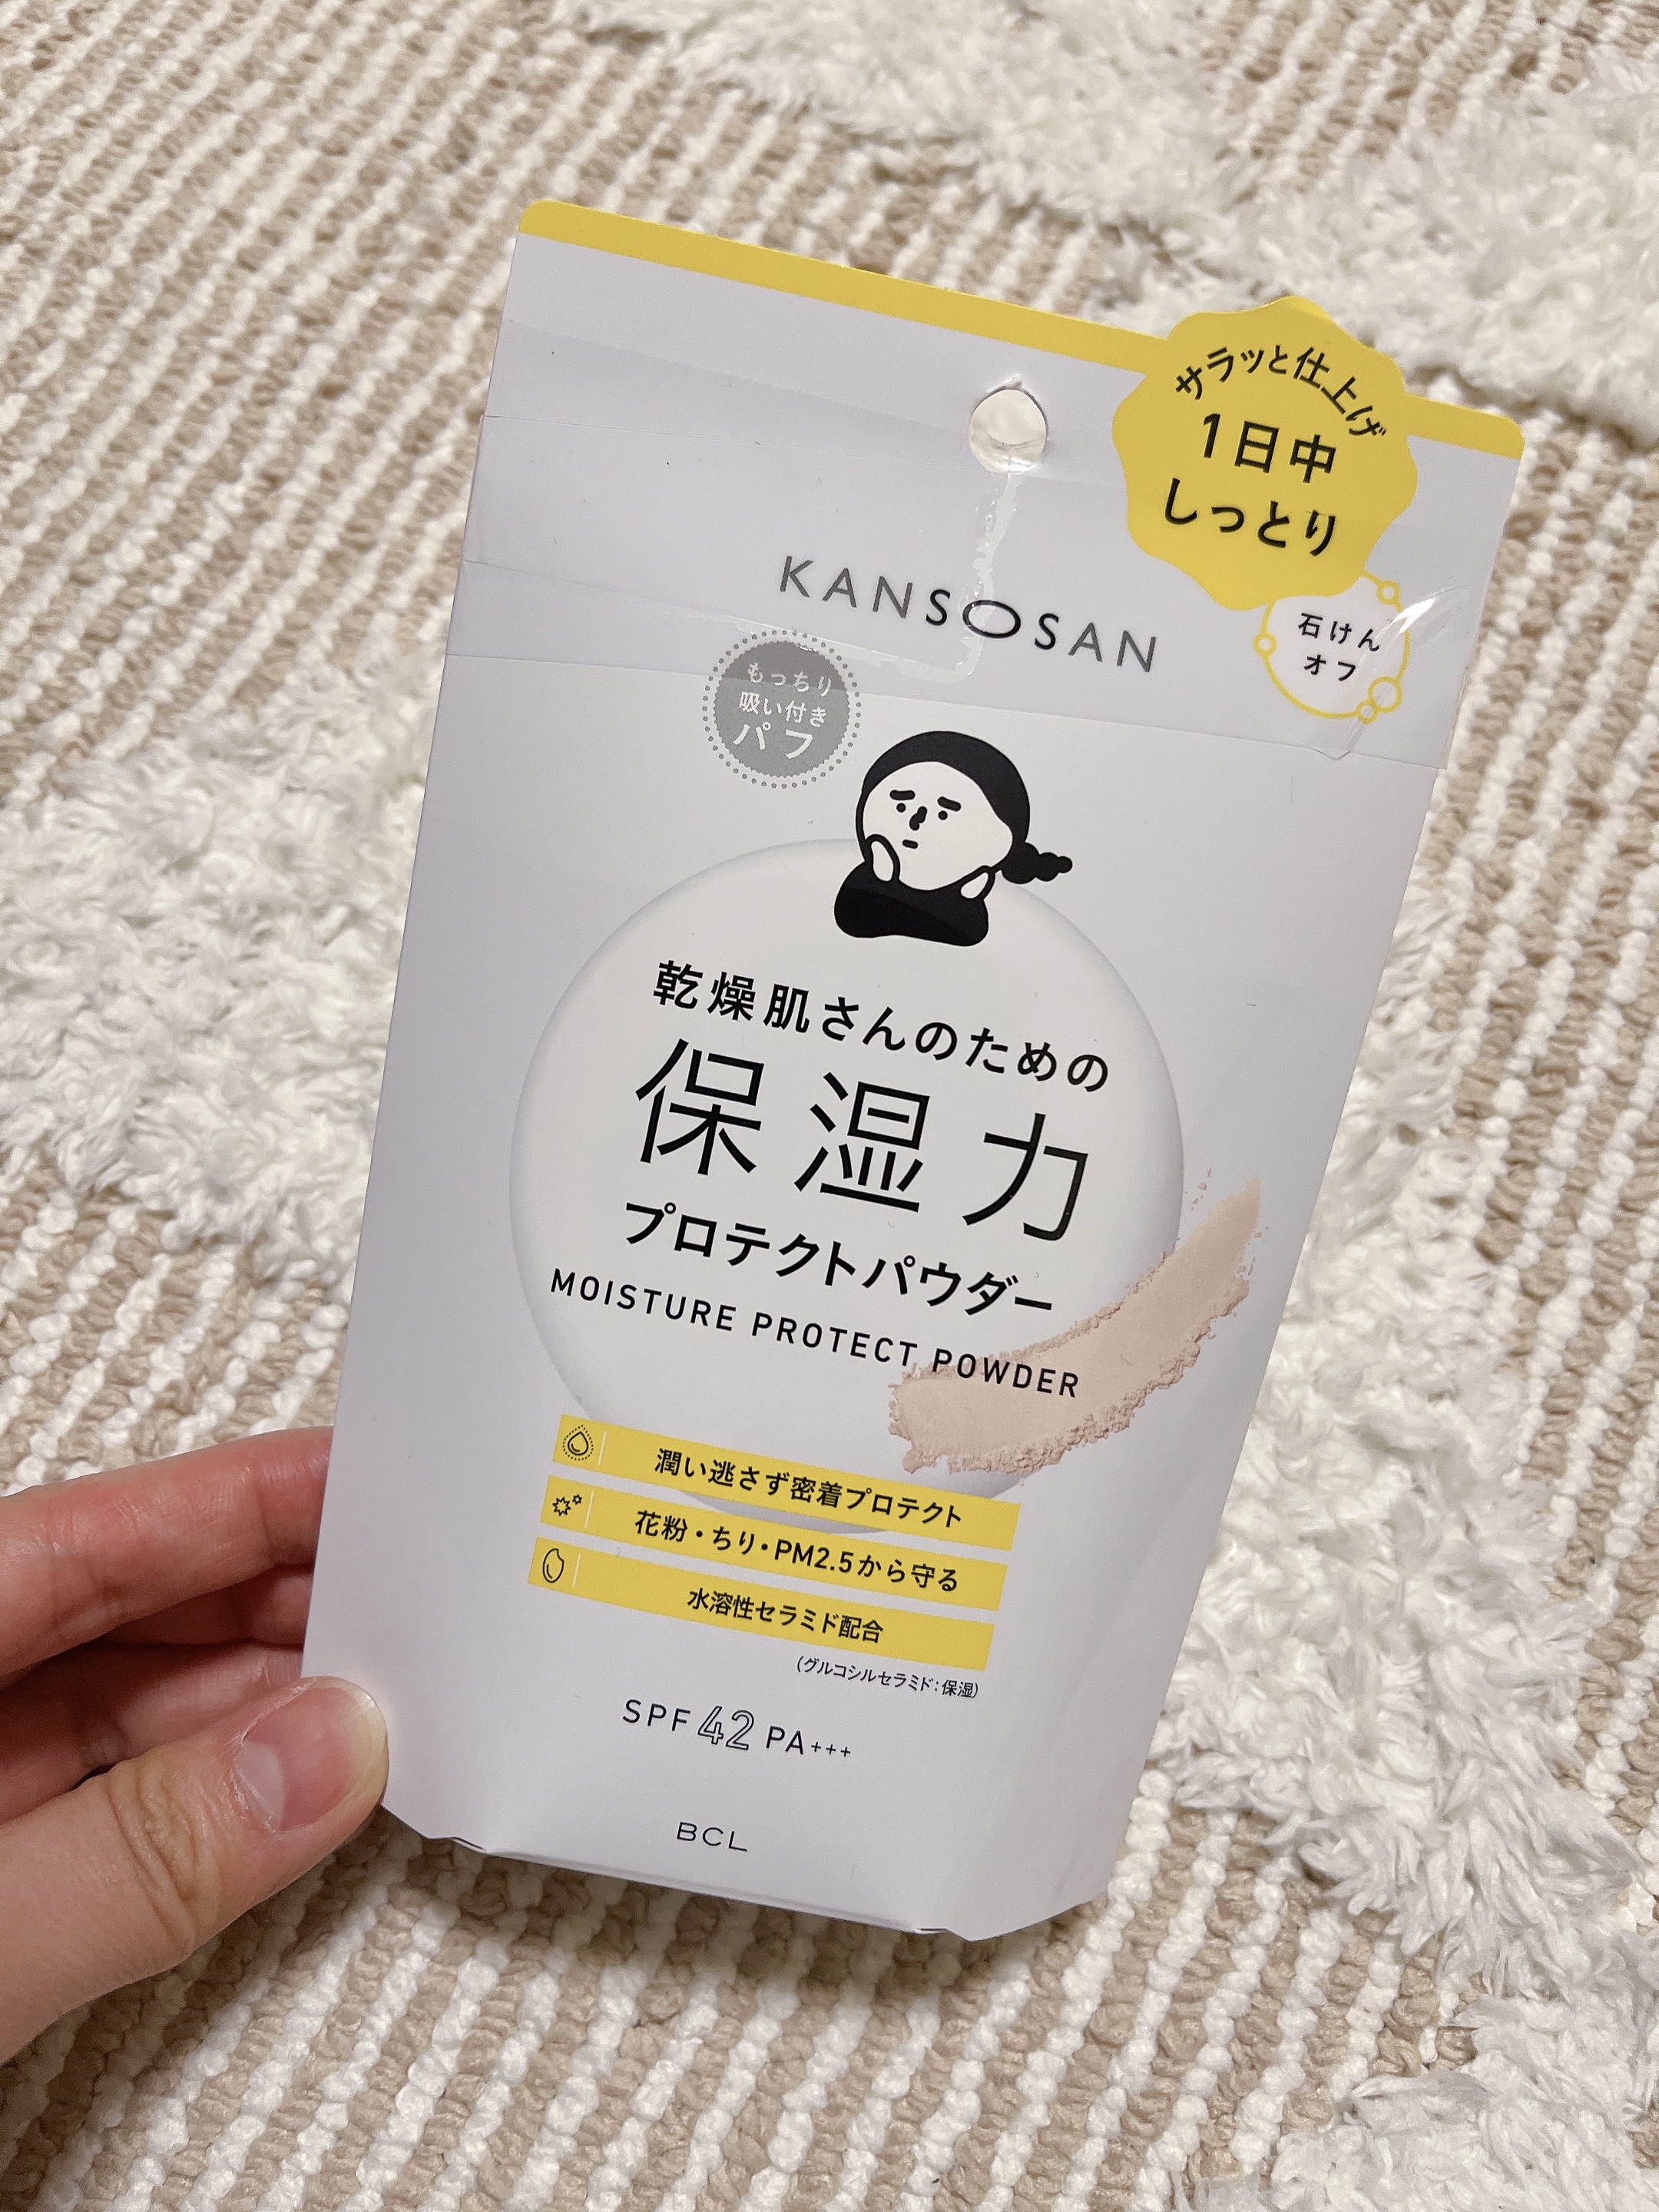 サラッと仕上げ
1日中
しっとり
KANSOSAN
石けん
オフ
もっちり
吸い付き
パフ
乾燥肌さんのための
保湿力
プロテクトパウダー
MOISTURE PROTECT POWDER
潤い逃さず密着プロテクト
花粉・ちり・PM2.5から守る
水溶性セラミド配合
(グルコシルセラミド:保湿)
SPF 42 PA+++
BCL